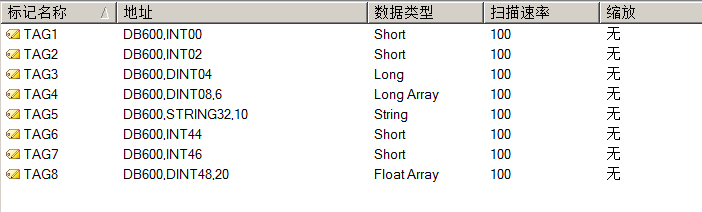 标记名称 地址 数据类型 扫描速率 缩放
TAG1 DB600,INT00 Short 100 无
TAG2 DB600,INT02 Short 100 无
TAG3 DB600,DINT04 Long 100 无
TAG4 DB600,DINT08,6 Long Array 100 无
TAG5 DB600,STRING32,10 String 100 无
TAG6 DB600,INT44 Short 100 无
TAG7 DB600,INT46 Short 100 无
TAG8 DB600,DINT48,20 Float Array 100 无